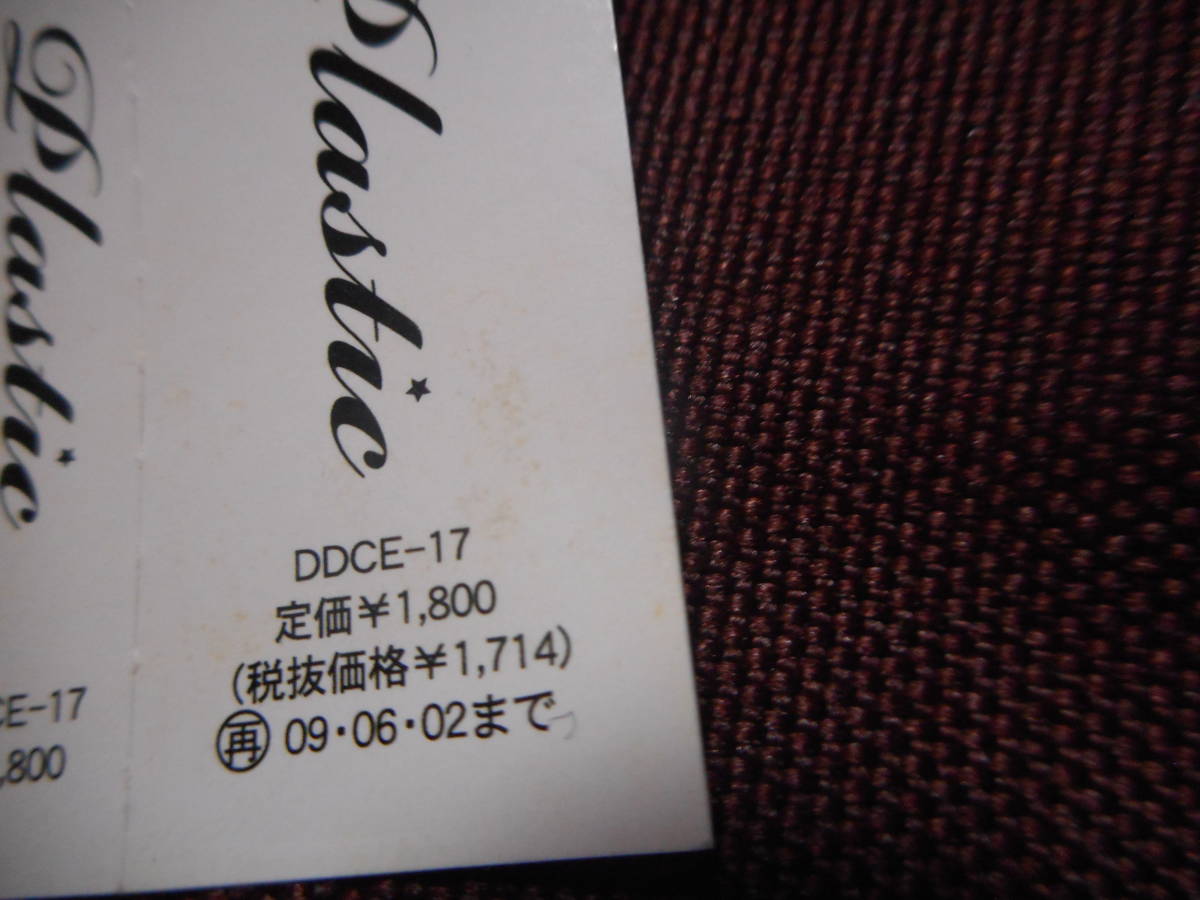 Plastic
DDCE-17
定価¥1,800
(税抜価格¥1,714)
再 09・06・02まで
Plastic
CE-17
,800